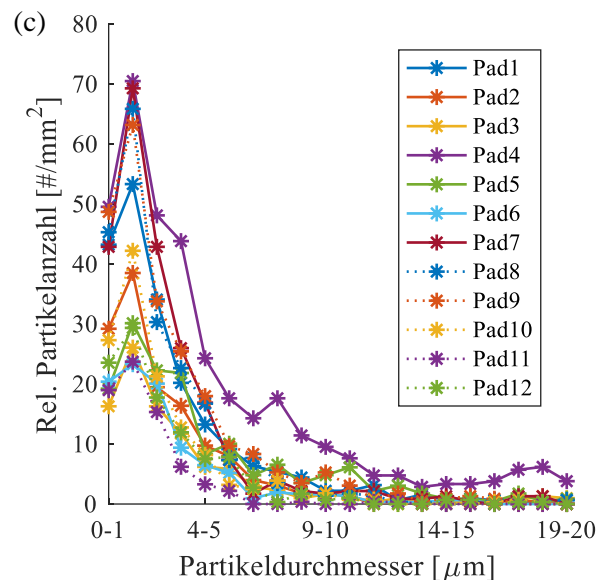 (c)
Rel. Partikelanzahl [#/mm²]
80
70
60
50
40
30
20
10
0
Pad1
Pad2
Pad3
Pad4
Pad5
Pad6
Pad7
Pad8
Pad9
Pad10
Pad11
Pad12
0-1 4-5 9-10 14-15 19-20
Partikeldurchmesser [μm]